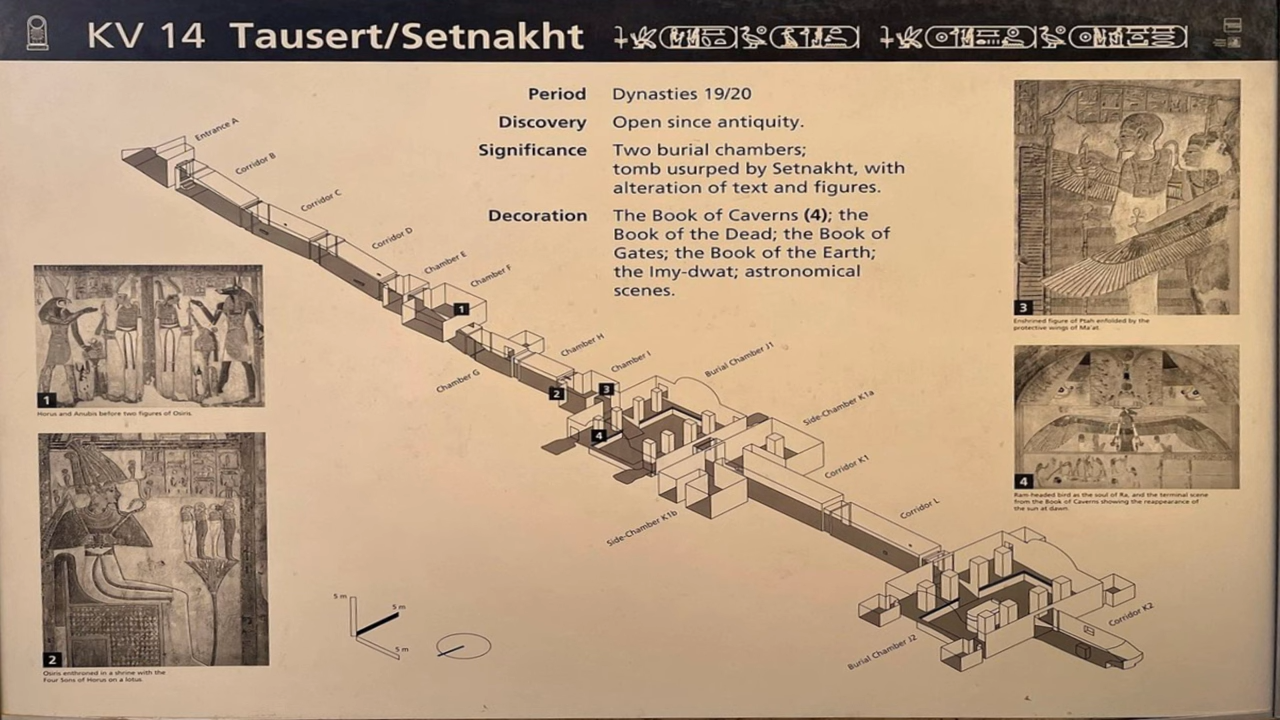 KV 14 Tausert/Setnakht
Period Dynasties 19/20
Discovery Open since antiquity.
Significance Two burial chambers;
tomb usurped by Setnakht, with
alteration of text and figures.
Decoration The Book of Caverns (4); the
Book of the Dead; the Book of
Gates; the Book of the Earth;
the Imy-dwat; astronomical
scenes.
Entrance A
Corridor B
Corridor C
Corridor D
Chamber E
Chamber F
1
Chamber G
Chamber H
2
3
Chamber I
4
Burial Chamber J1
Side-Chamber K1a
Corridor K1
Side-Chamber K1b
Corridor L
Burial Chamber J2
Corridor K2
5 m
5 m
5 m
1
Horus and Anubis before two figures of Osiris.
2
Osiris enthroned in a shrine with the
Four Sons of Horus on a lotus.
3
Enshrined figure of Ptah enfolded by the
protective wings of Ma'at.
4
Ram-headed bird as the soul of Ra, and the terminal scene
from the Book of Caverns showing the reappearance of
the sun at dawn.